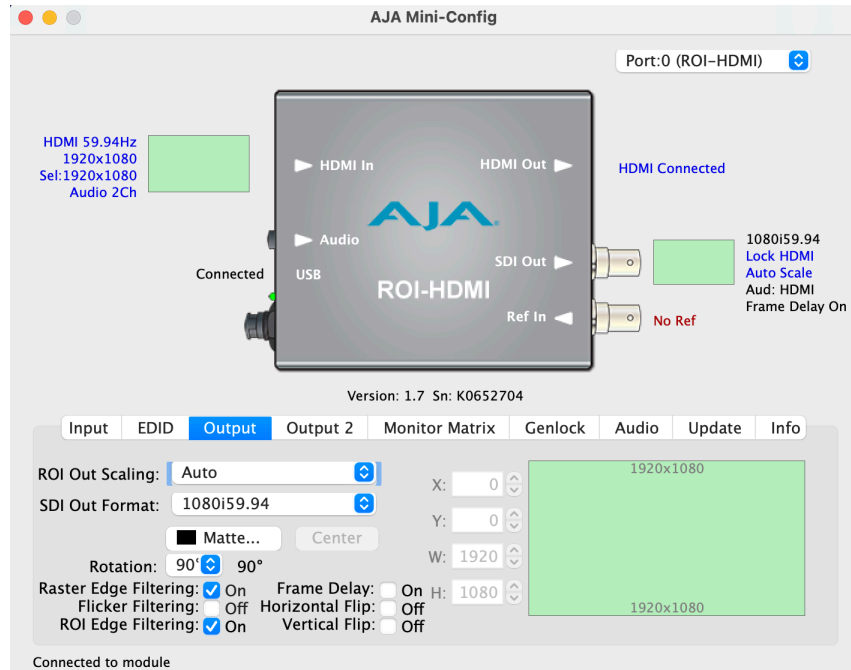 AJA Mini-Config
Port:0 (ROI-HDMI)
HDMI 59.94Hz
1920x1080
Sel:1920x1080
Audio 2Ch
HDMI In
HDMI Out
HDMI Connected
AJA
Audio
Connected
USB
SDI Out
1080i59.94
Lock HDMI
Auto Scale
Aud: HDMI
Frame Delay On
ROI-HDMI
Ref In
No Ref
Version: 1.7 Sn: K0652704
Input EDID Output Output 2 Monitor Matrix Genlock Audio Update Info
ROI Out Scaling: Auto
SDI Out Format: 1080i59.94
Matte... Center
Rotation: 90° 90°
Raster Edge Filtering: On Frame Delay: On
Flicker Filtering: Off Horizontal Flip: Off
ROI Edge Filtering: On Vertical Flip: Off
X: 0
Y: 0
W: 1920
H: 1080
1920x1080
1920x1080
Connected to module